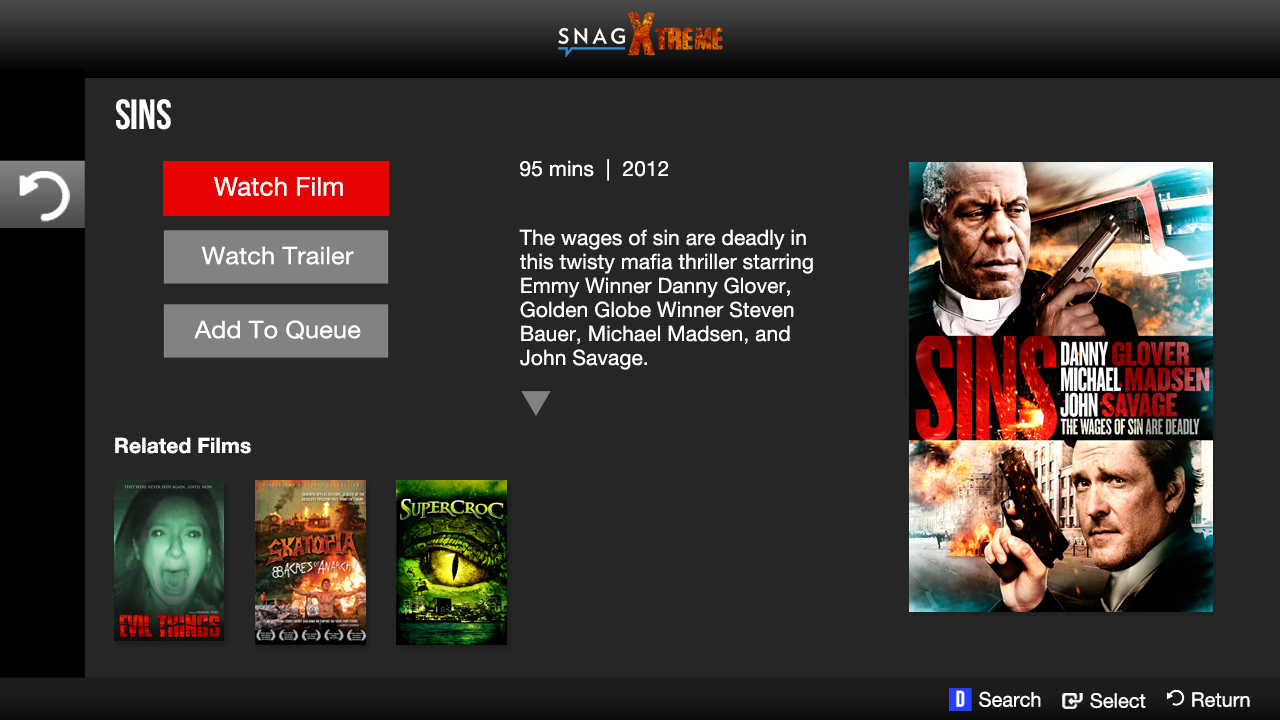 SNAG XTREME
SINS
Watch Film
Watch Trailer
Add To Queue
95 mins | 2012
The wages of sin are deadly in
this twisty mafia thriller starring
Emmy Winner Danny Glover,
Golden Globe Winner Steven
Bauer, Michael Madsen, and
John Savage.
SINS
DANNY GLOVER
MICHAEL MADSEN
JOHN SAVAGE
THE WAGES OF SIN ARE DEADLY
Related Films
THEY WERE NEVER SEEN AGAIN...UNTIL NOW
EVIL THINGS
SKATOPIA
88 ACRES OF ANARCHY
SUPERCROC
D Search
Select
Return